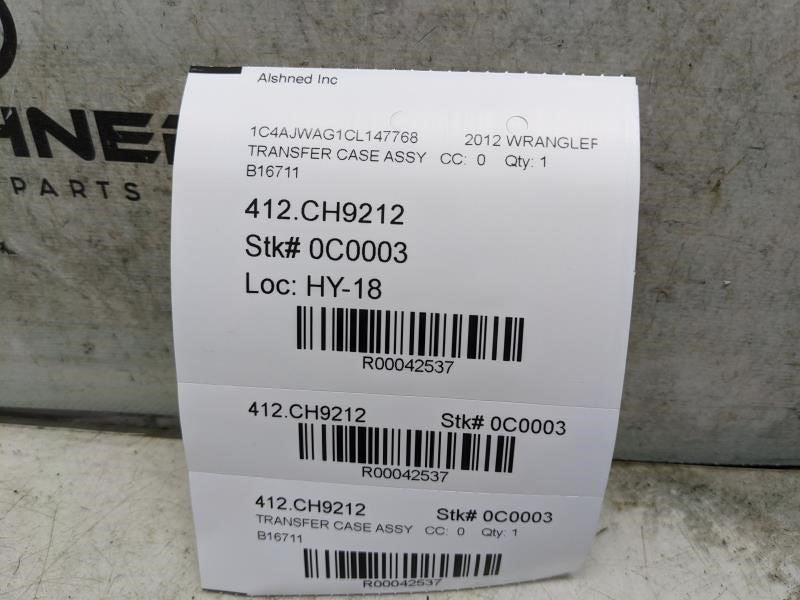 Alshned Inc
1C4AJWAG1CL147768 2012 WRANGLER
TRANSFER CASE ASSY CC: 0 Qty: 1
B16711
412.CH9212
Stk# 0C0003
Loc: HY-18
R00042537
412.CH9212 Stk# 0C0003
R00042537
412.CH9212 Stk# 0C0003
TRANSFER CASE ASSY CC: 0 Qty: 1
B16711
R00042537
HNE
PARTS